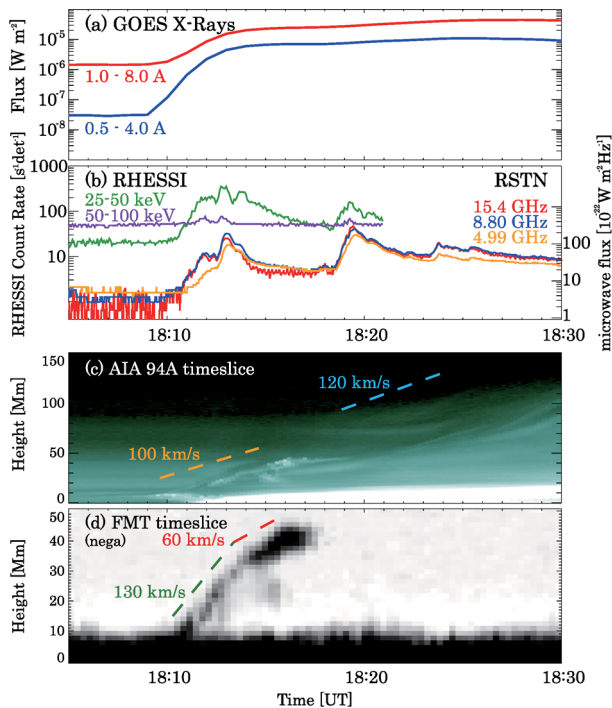 (a) GOES X-Rays
Flux [W m⁻²]
10⁻⁵
10⁻⁶
10⁻⁷
10⁻⁸
1.0 - 8.0 A
0.5 - 4.0 A
(b) RHESSI
RSTN
RHESSI Count Rate [s⁻¹det⁻¹]
1000
100
10
25-50 keV
50-100 keV
15.4 GHz
8.80 GHz
4.99 GHz
100
10
1
microwave flux [10⁻²² W m⁻²Hz⁻¹]
18:10
18:20
18:30
(c) AIA 94A timeslice
Height [Mm]
150
100
50
0
120 km/s
100 km/s
(d) FMT timeslice
(nega)
Height [Mm]
50
40
30
20
10
0
60 km/s
130 km/s
18:10
18:20
18:30
Time [UT]